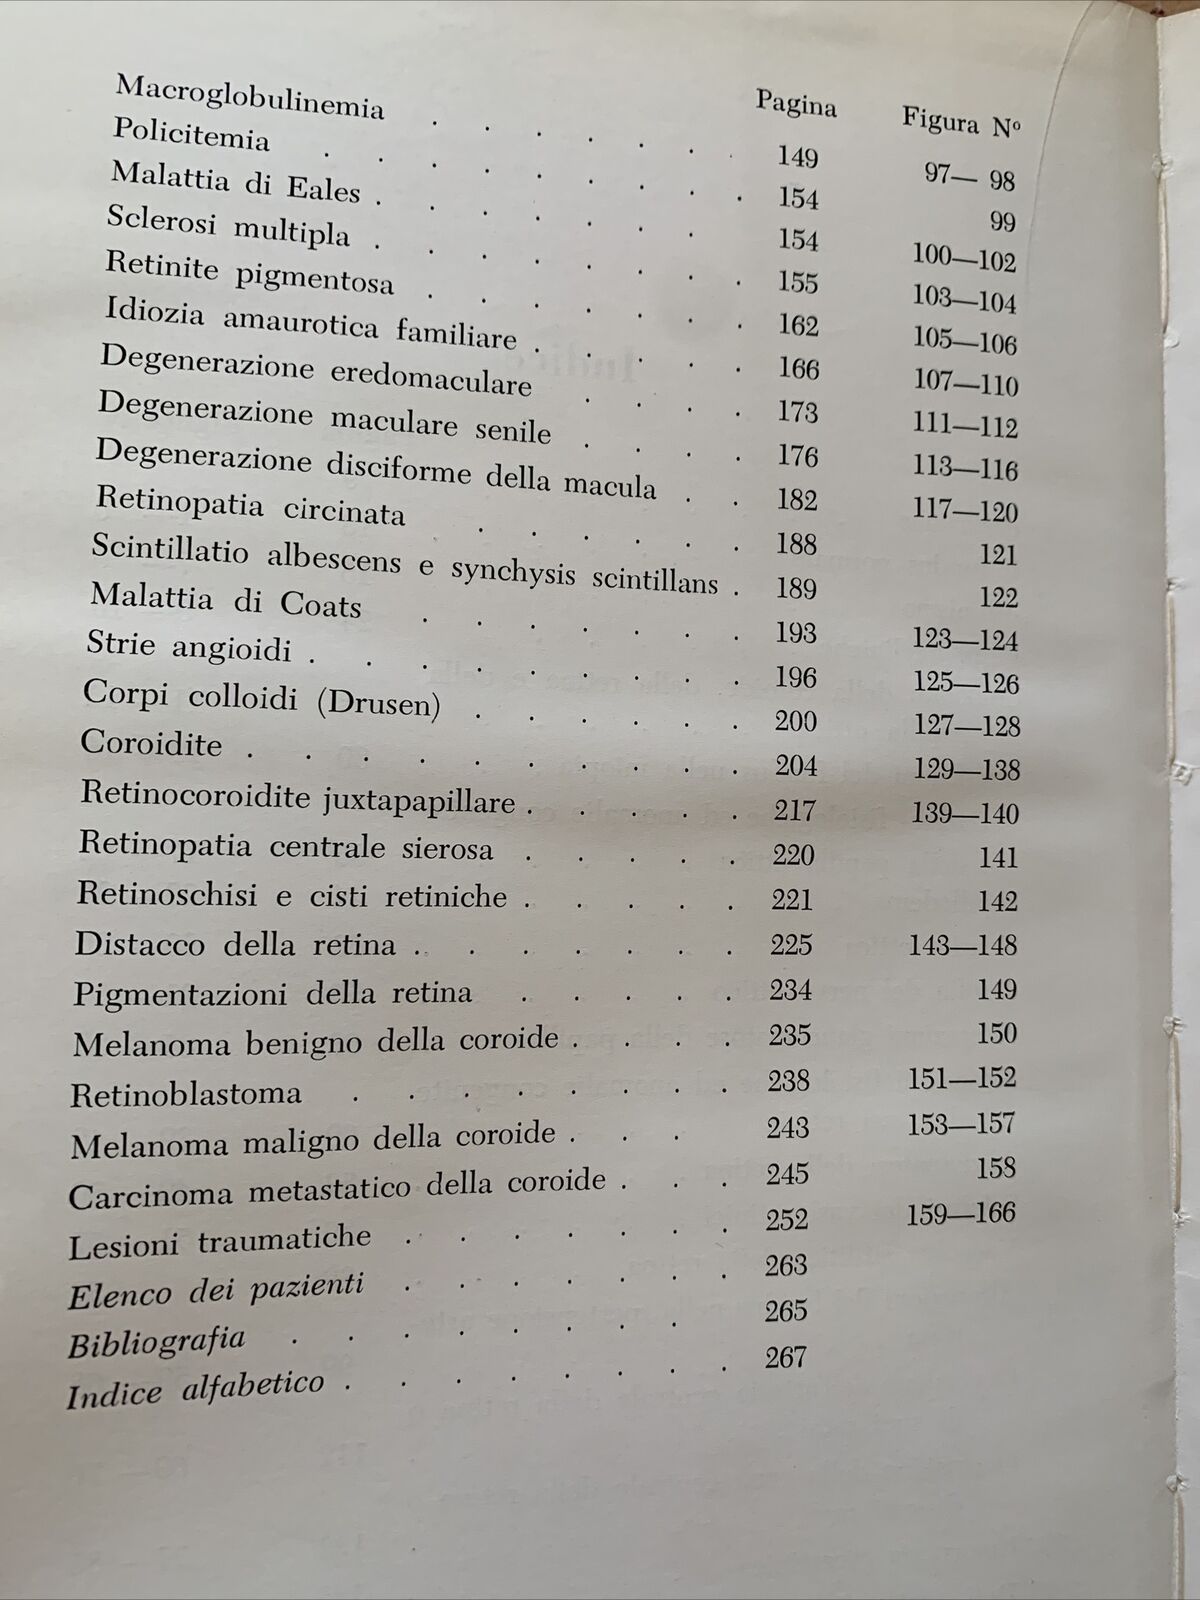 Pagina Figura Nº
Macroglobulinemia . . . . . . . 149 97— 98
Policitemia . . . . . . . . . 154 99
Malattia di Eales . . . . . . . 154 100—102
Sclerosi multipla . . . . . . . . 155 103—104
Retinite pigmentosa . . . . . . . 162 105—106
Idiozia amaurotica familiare . . . . . 166 107—110
Degenerazione eredomaculare . . . . 173 111—112
Degenerazione maculare senile . . . . 176 113—116
Degenerazione disciforme della macula . . 182 117—120
Retinopatia circinata . . . . . . 188 121
Scintillatio albescens e synchysis scintillans . 189 122
Malattia di Coats . . . . . . . 193 123—124
Strie angioidi . . . . . . . . . 196 125—126
Corpi colloidi (Drusen) . . . . . . 200 127—128
Coroidite . . . . . . . . . . 204 129—138
Retinocoroidite juxtapapillare . . . . . 217 139—140
Retinopatia centrale sierosa . . . . . 220 141
Retinoschisi e cisti retiniche . . . . . 221 142
Distacco della retina . . . . . . . 225 143—148
Pigmentazioni della retina . . . . . 234 149
Melanoma benigno della coroide . . . . 235 150
Retinoblastoma . . . . . . . . 238 151—152
Melanoma maligno della coroide . . . 243 153—157
Carcinoma metastatico della coroide . . . 245 158
Lesioni traumatiche . . . . . . . 252 159—166
Elenco dei pazienti . . . . . . . 263
Bibliografia . . . . . . . . 265
Indice alfabetico . . . . . . . . 267